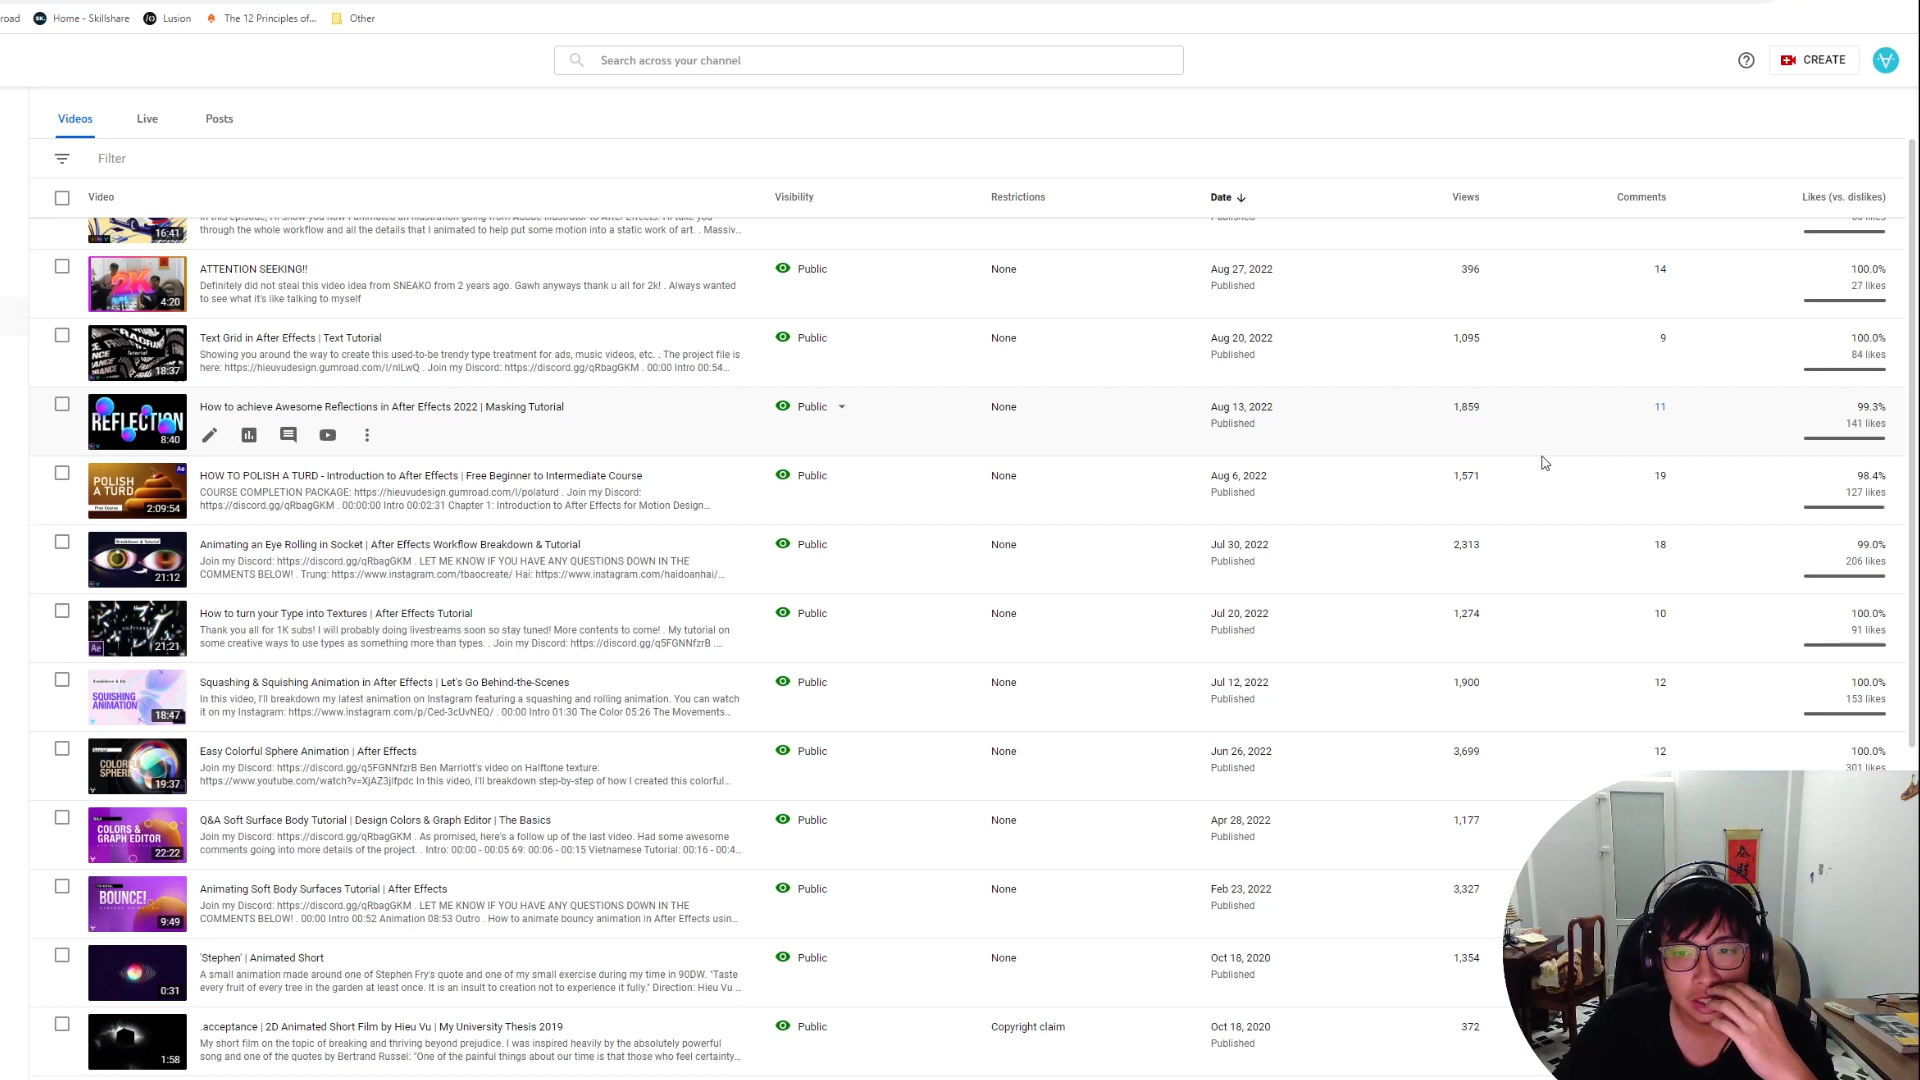 road Home - Skillshare Lusion The 12 Principles of... Other
Search across your channel
CREATE
Videos Live Posts
Filter
Video Visibility Restrictions Date Views Comments Likes (vs. dislikes)
through the whole workflow and all the details that I animated to help put some motion into a static work of art. . Massiv...
16:41
ATTENTION SEEKING!! Public None Aug 27, 2022 396 14 100.0%
Definitely did not steal this video idea from SNEAKO from 2 years ago. Gawh anyways thank u all for 2k! . Always wanted Published 27 likes
to see what it's like talking to myself
2K
4:20
Text Grid in After Effects | Text Tutorial Public None Aug 20, 2022 1,095 9 100.0%
Showing you around the way to create this used-to-be trendy type treatment for ads, music videos, etc. . The project file is Published 84 likes
here: https://hieuvudesign.gumroad.com/l/nILwQ . Join my Discord: https://discord.gg/qRbagGKM . 00:00 Intro 00:54...
Tutorial
18:37
How to achieve Awesome Reflections in After Effects 2022 | Masking Tutorial Public None Aug 13, 2022 1,859 11 99.3%
Published 141 likes
REFLECTION
8:40
HOW TO POLISH A TURD - Introduction to After Effects | Free Beginner to Intermediate Course Public None Aug 6, 2022 1,571 19 98.4%
COURSE COMPLETION PACKAGE: https://hieuvudesign.gumroad.com/l/polaturd . Join my Discord: Published 127 likes
https://discord.gg/qRbagGKM . 00:00:00 Intro 00:02:31 Chapter 1: Introduction to After Effects for Motion Design...
Ae
POLISH
A TURD
Free Course
2:09:54
Animating an Eye Rolling in Socket | After Effects Workflow Breakdown & Tutorial Public None Jul 30, 2022 2,313 18 99.0%
Join my Discord: https://discord.gg/qRbagGKM . LET ME KNOW IF YOU HAVE ANY QUESTIONS DOWN IN THE Published 206 likes
COMMENTS BELOW! . Trung: https://www.instagram.com/tbaocreate/ Hai: https://www.instagram.com/haidoanhai/...
Breakdown & Tutorial
21:12
How to turn your Type into Textures | After Effects Tutorial Public None Jul 20, 2022 1,274 10 100.0%
Thank you all for 1K subs! I will probably doing livestreams soon so stay tuned! More contents to come! . My tutorial on Published 91 likes
some creative ways to use types as something more than types. . Join my Discord: https://discord.gg/q5FGNNfzrB ....
Ae
21:21
Squashing & Squishing Animation in After Effects | Let's Go Behind-the-Scenes Public None Jul 12, 2022 1,900 12 100.0%
In this video, I'll breakdown my latest animation on Instagram featuring a squashing and rolling animation. You can watch Published 153 likes
it on my Instagram: https://www.instagram.com/p/Ced-3cUvNEQ/ . 00:00 Intro 01:30 The Color 05:26 The Movements...
SQUISHING
ANIMATION
18:47
Easy Colorful Sphere Animation | After Effects Public None Jun 26, 2022 3,699 12 100.0%
Join my Discord: https://discord.gg/q5FGNNfzrB Ben Marriott's video on Halftone texture: Published 301 likes
https://www.youtube.com/watch?v=XjAZ3jIfpdc In this video, I'll breakdown step-by-step of how I created this colorful...
19:37
Q&A Soft Surface Body Tutorial | Design Colors & Graph Editor | The Basics Public None Apr 28, 2022 1,177
Join my Discord: https://discord.gg/qRbagGKM . As promised, here's a follow up of the last video. Had some awesome Published
comments going into more details of the project. . Intro: 00:00 - 00:05 69: 00:06 - 00:15 Vietnamese Tutorial: 00:16 - 00:4...
Q&A
COLORS &
GRAPH EDITOR
22:22
Animating Soft Body Surfaces Tutorial | After Effects Public None Feb 23, 2022 3,327
Join my Discord: https://discord.gg/qRbagGKM . LET ME KNOW IF YOU HAVE ANY QUESTIONS DOWN IN THE Published
COMMENTS BELOW! . 00:00 Intro 00:52 Animation 08:53 Outro . How to animate bouncy animation in After Effects usin...
BOUNCE!
9:49
'Stephen' | Animated Short Public None Oct 18, 2020 1,354
A small animation made around one of Stephen Fry's quote and one of my small exercise during my time in 90DW. "Taste Published
every fruit of every tree in the garden at least once. It is an insult to creation not to experience it fully." Direction: Hieu Vu ...
0:31
.acceptance | 2D Animated Short Film by Hieu Vu | My University Thesis 2019 Public Copyright claim Oct 18, 2020 372
My short film on the topic of breaking and thriving beyond prejudice. I was inspired heavily by the absolutely powerful Published
song and one of the quotes by Bertrand Russel: "One of the painful things about our time is that those who feel certainty...
1:58